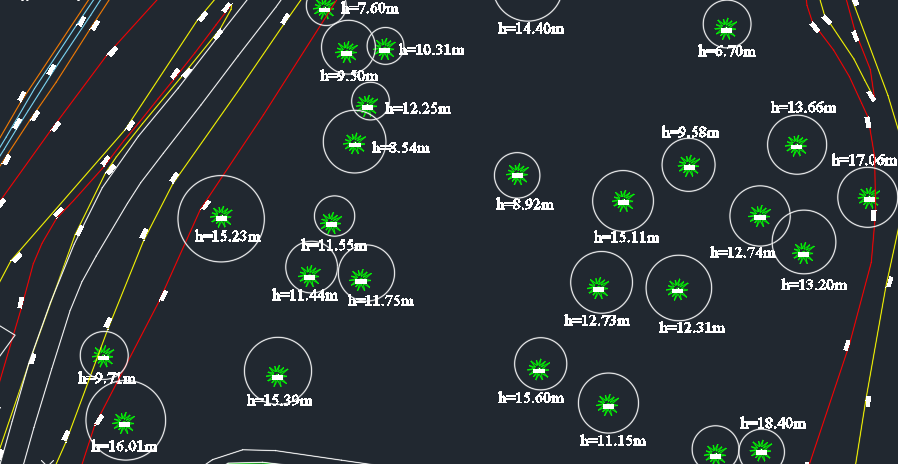 h=7.60m
h=14.40m
h=10.31m
h=6.70m
h=9.50m
h=12.25m
h=13.66m
h=9.58m
h=8.54m
h=17.06m
h=8.92m
h=15.23m
h=15.11m
h=11.55m
h=12.74m
h=13.20m
h=11.44m
h=11.75m
h=12.73m
h=12.31m
h=9.71m
h=15.39m
h=15.60m
h=18.40m
h=11.15m
h=16.01m